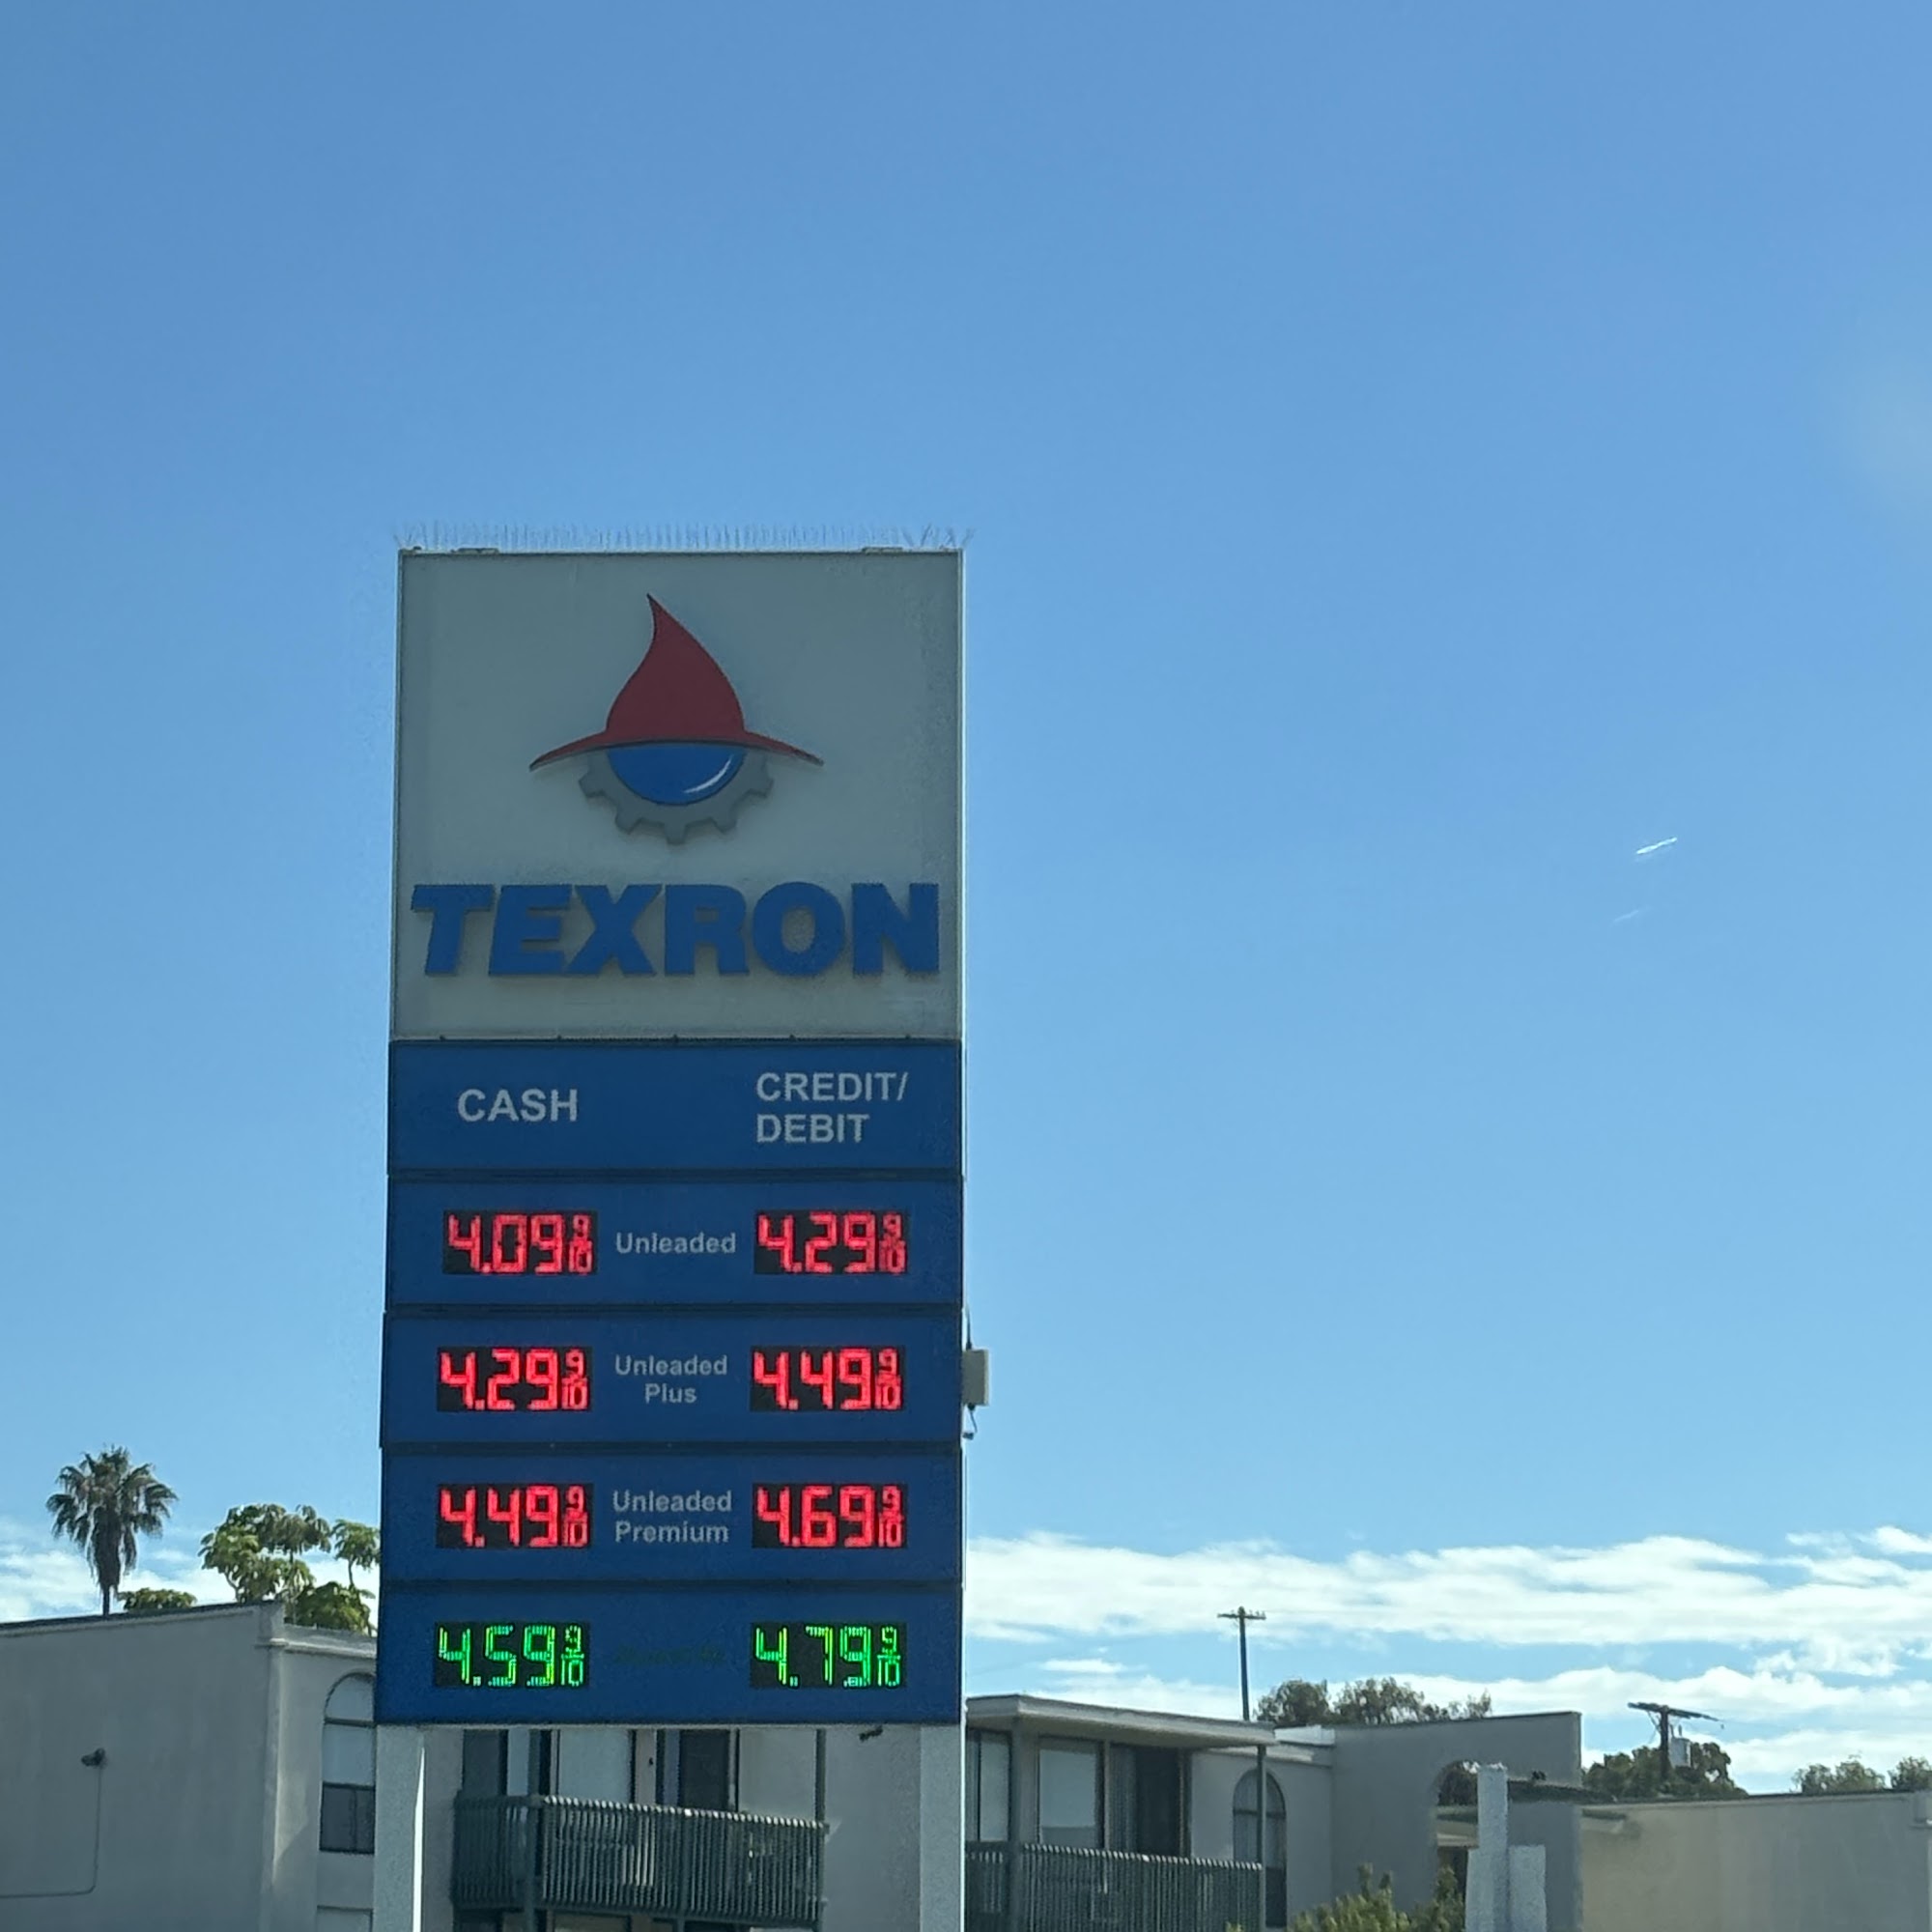 TEXRON
CASH
CREDIT/
DEBIT
4.09 9/10 Unleaded 4.29 9/10
4.29 9/10 Unleaded Plus 4.49 9/10
4.49 9/10 Unleaded Premium 4.69 9/10
4.59 9/10 4.79 9/10